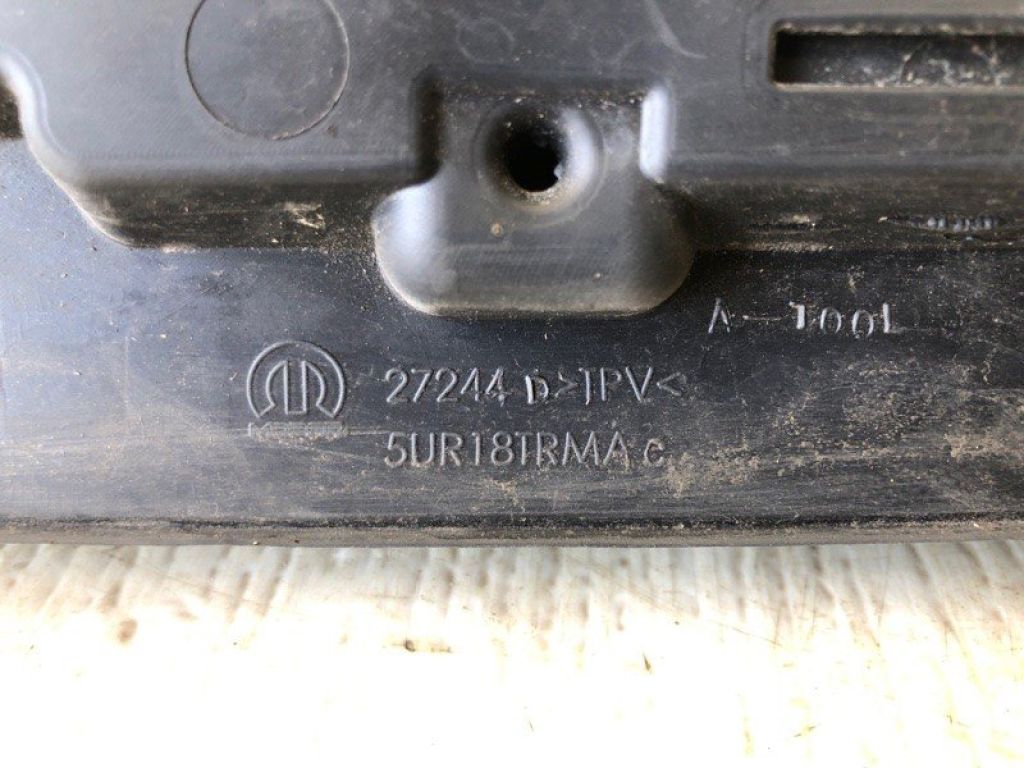 A-TOOL
27244 D >TPV<
5UR18TRMA c